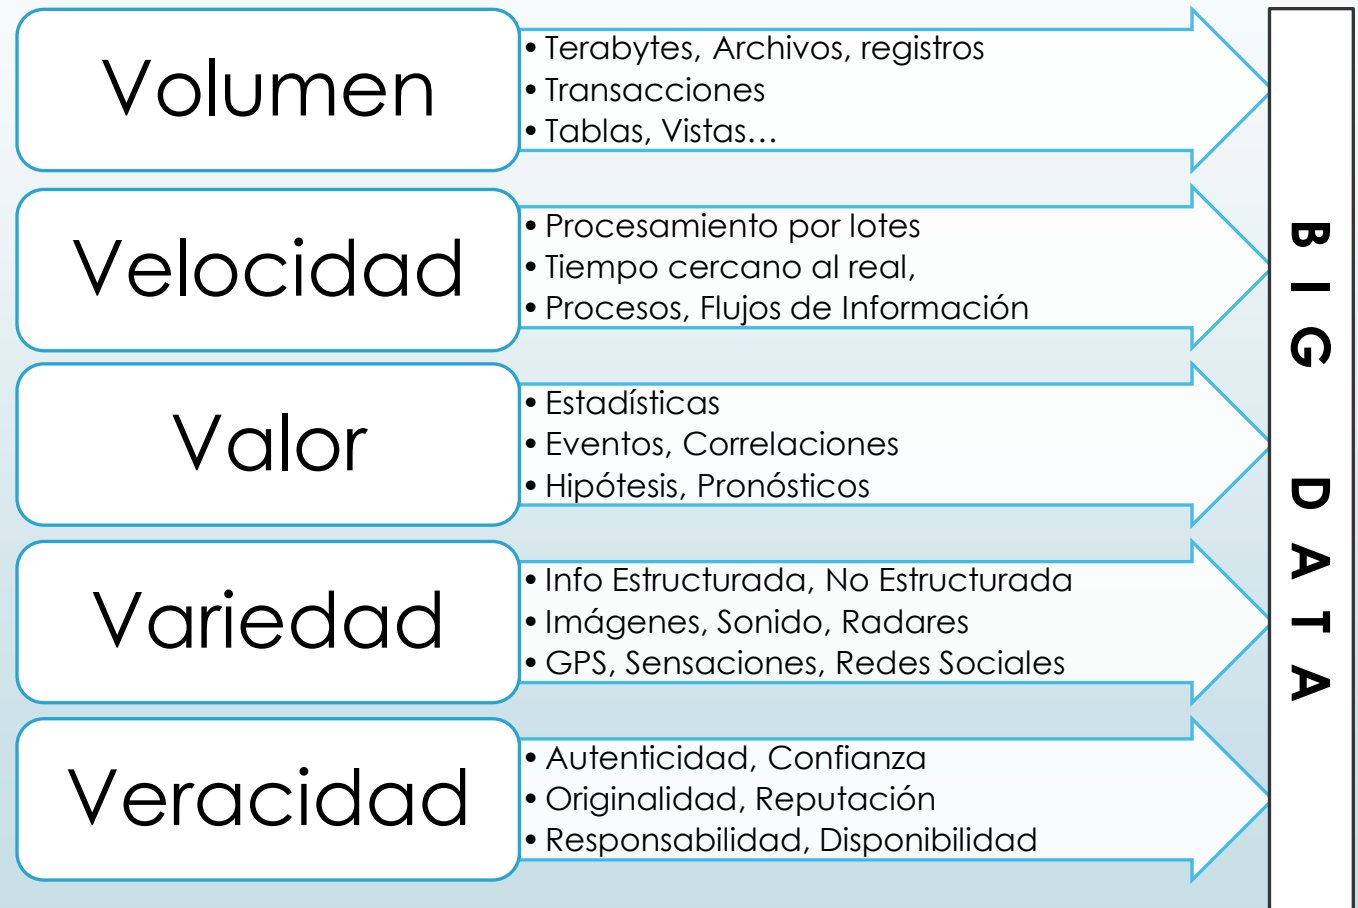 Volumen
• Terabytes, Archivos, registros
• Transacciones
• Tablas, Vistas...
Velocidad
• Procesamiento por lotes
• Tiempo cercano al real,
• Procesos, Flujos de Información
Valor
• Estadísticas
• Eventos, Correlaciones
• Hipótesis, Pronósticos
Variedad
• Info Estructurada, No Estructurada
• Imágenes, Sonido, Radares
• GPS, Sensaciones, Redes Sociales
Veracidad
• Autenticidad, Confianza
• Originalidad, Reputación
• Responsabilidad, Disponibilidad
BIG DATA